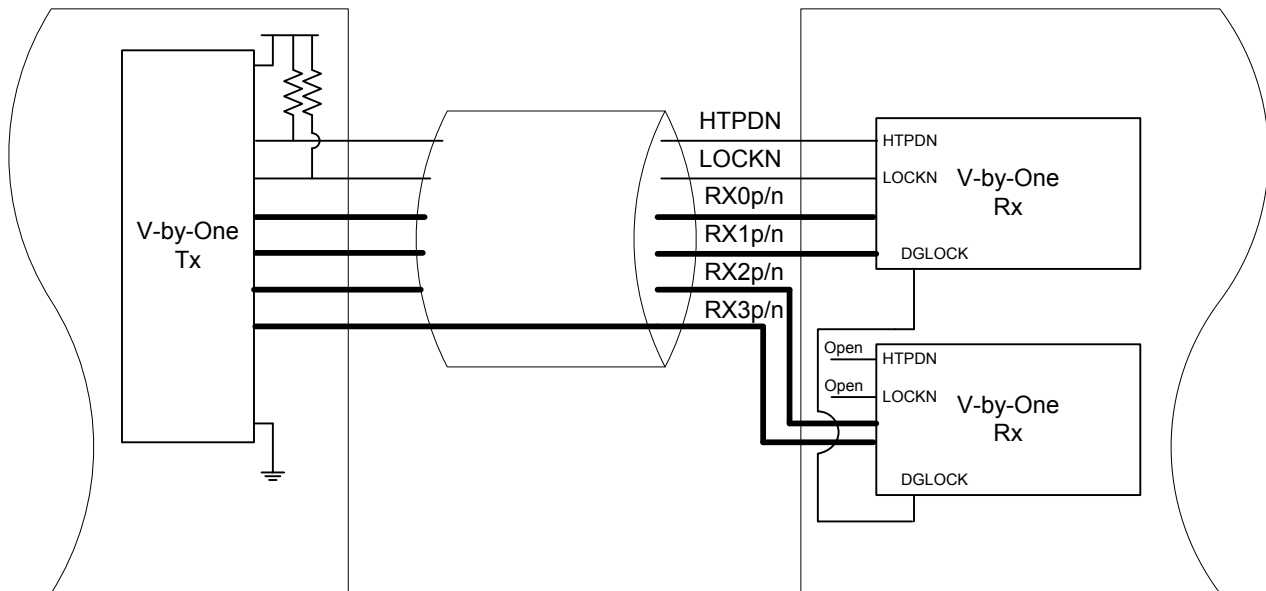 V-by-One
Tx
HTPDN
LOCKN
RX0p/n
RX1p/n
RX2p/n
RX3p/n
HTPDN
LOCKN
V-by-One
Rx
DGLOCK
Open
HTPDN
Open
LOCKN
V-by-One
Rx
DGLOCK